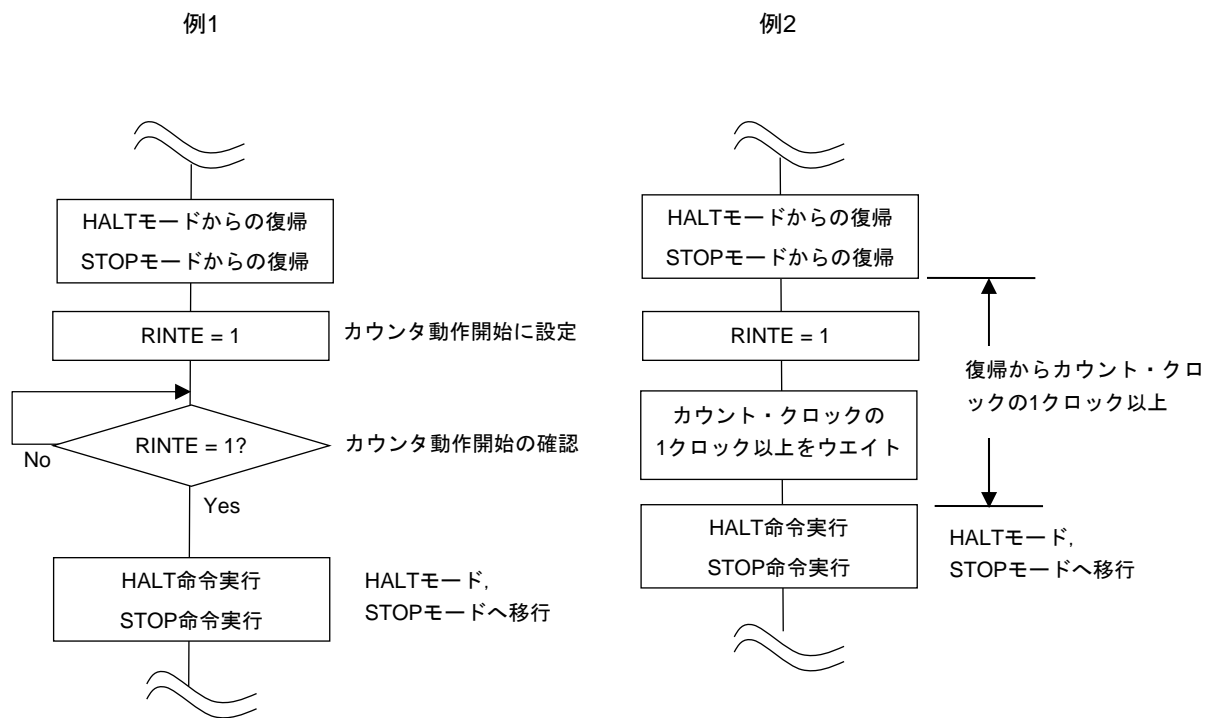 例1
HALTモードからの復帰
STOPモードからの復帰
RINTE = 1
カウンタ動作開始に設定
RINTE = 1?
カウンタ動作開始の確認
No
Yes
HALT命令実行
STOP命令実行
HALTモード,
STOPモードへ移行
例2
HALTモードからの復帰
STOPモードからの復帰
RINTE = 1
復帰からカウント・クロ
ックの1クロック以上
カウント・クロックの
1クロック以上をウエイト
HALT命令実行
STOP命令実行
HALTモード,
STOPモードへ移行